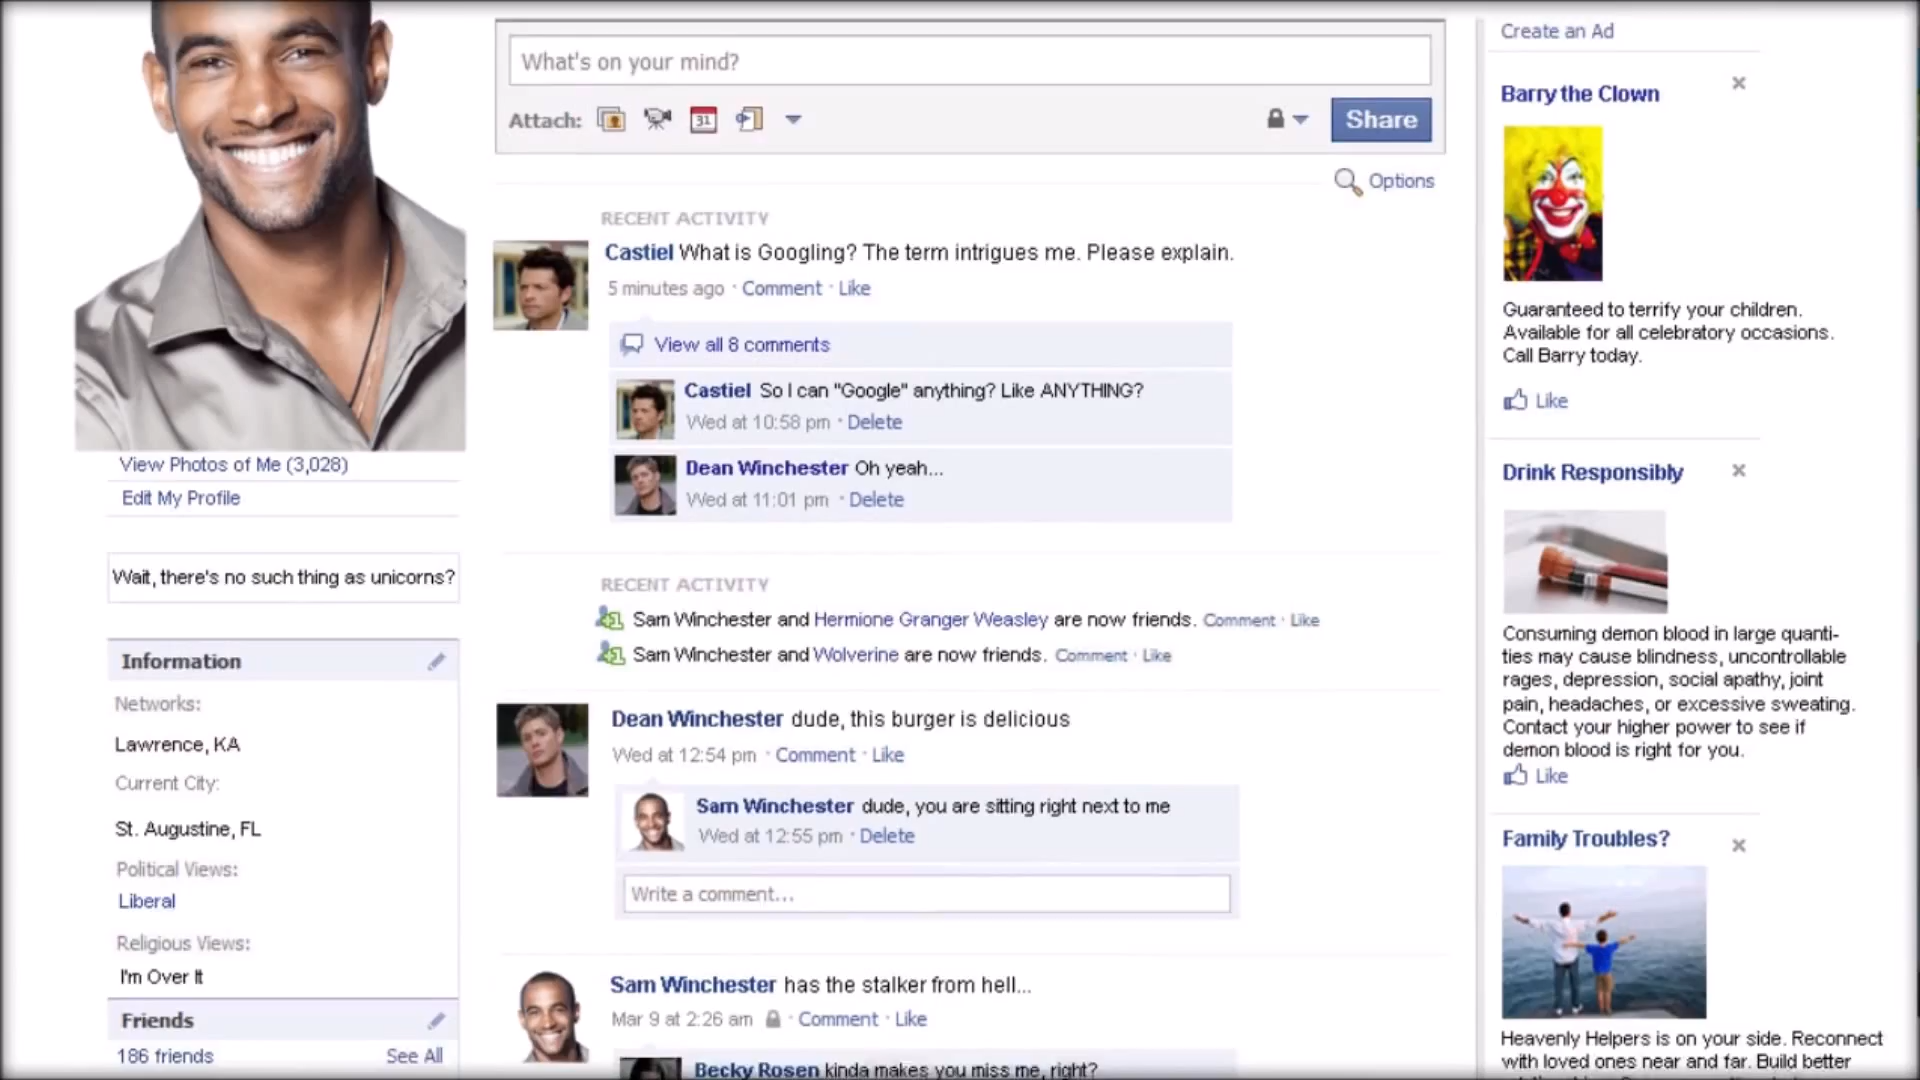 View Photos of Me (3,028)
Edit My Profile
Wait, there's no such thing as unicorns?
Information
Networks:
Lawrence, KA
Current City:
St. Augustine, FL
Political Views:
Liberal
Religious Views:
I'm Over It
Friends
186 friends See All
What's on your mind?
Attach: 31 Share
Options
RECENT ACTIVITY
Castiel What is Googling? The term intrigues me. Please explain.
5 minutes ago · Comment · Like
View all 8 comments
Castiel So I can "Google" anything? Like ANYTHING?
Wed at 10:58 pm · Delete
Dean Winchester Oh yeah...
Wed at 11:01 pm · Delete
RECENT ACTIVITY
Sam Winchester and Hermione Granger Weasley are now friends. Comment · Like
Sam Winchester and Wolverine are now friends. Comment · Like
Dean Winchester dude, this burger is delicious
Wed at 12:54 pm · Comment · Like
Sam Winchester dude, you are sitting right next to me
Wed at 12:55 pm · Delete
Write a comment...
Sam Winchester has the stalker from hell...
Mar 9 at 2:26 am · Comment · Like
Becky Rosen kinda makes you miss me, right?
Create an Ad
Barry the Clown
Guaranteed to terrify your children.
Available for all celebratory occasions.
Call Barry today.
Like
Drink Responsibly
Consuming demon blood in large quanti-
ties may cause blindness, uncontrollable
rages, depression, social apathy, joint
pain, headaches, or excessive sweating.
Contact your higher power to see if
demon blood is right for you.
Like
Family Troubles?
Heavenly Helpers is on your side. Reconnect
with loved ones near and far. Build better